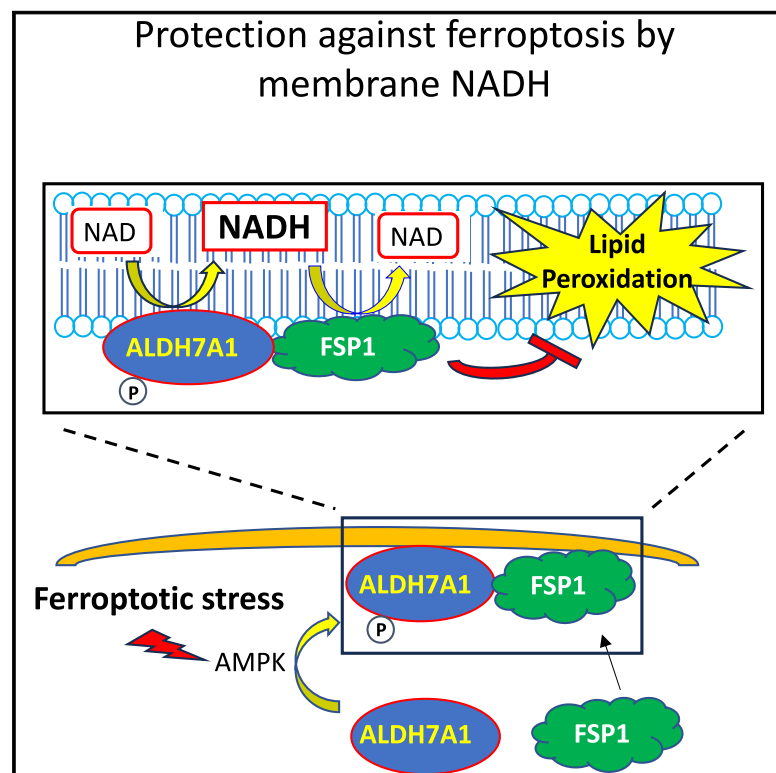 Protection against ferroptosis by
membrane NADH
NAD
NADH
NAD
Lipid
Peroxidation
ALDH7A1
FSP1
P
ALDH7A1
FSP1
Ferroptotic stress
P
AMPK
ALDH7A1
FSP1